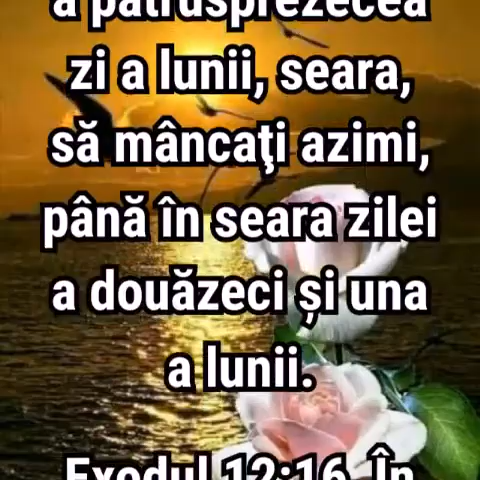 a patrusprezecea
zi a lunii, seara,
să mâncaţi azimi,
până în seara zilei
a douăzeci și una
a lunii.
Exodul 12:16 În